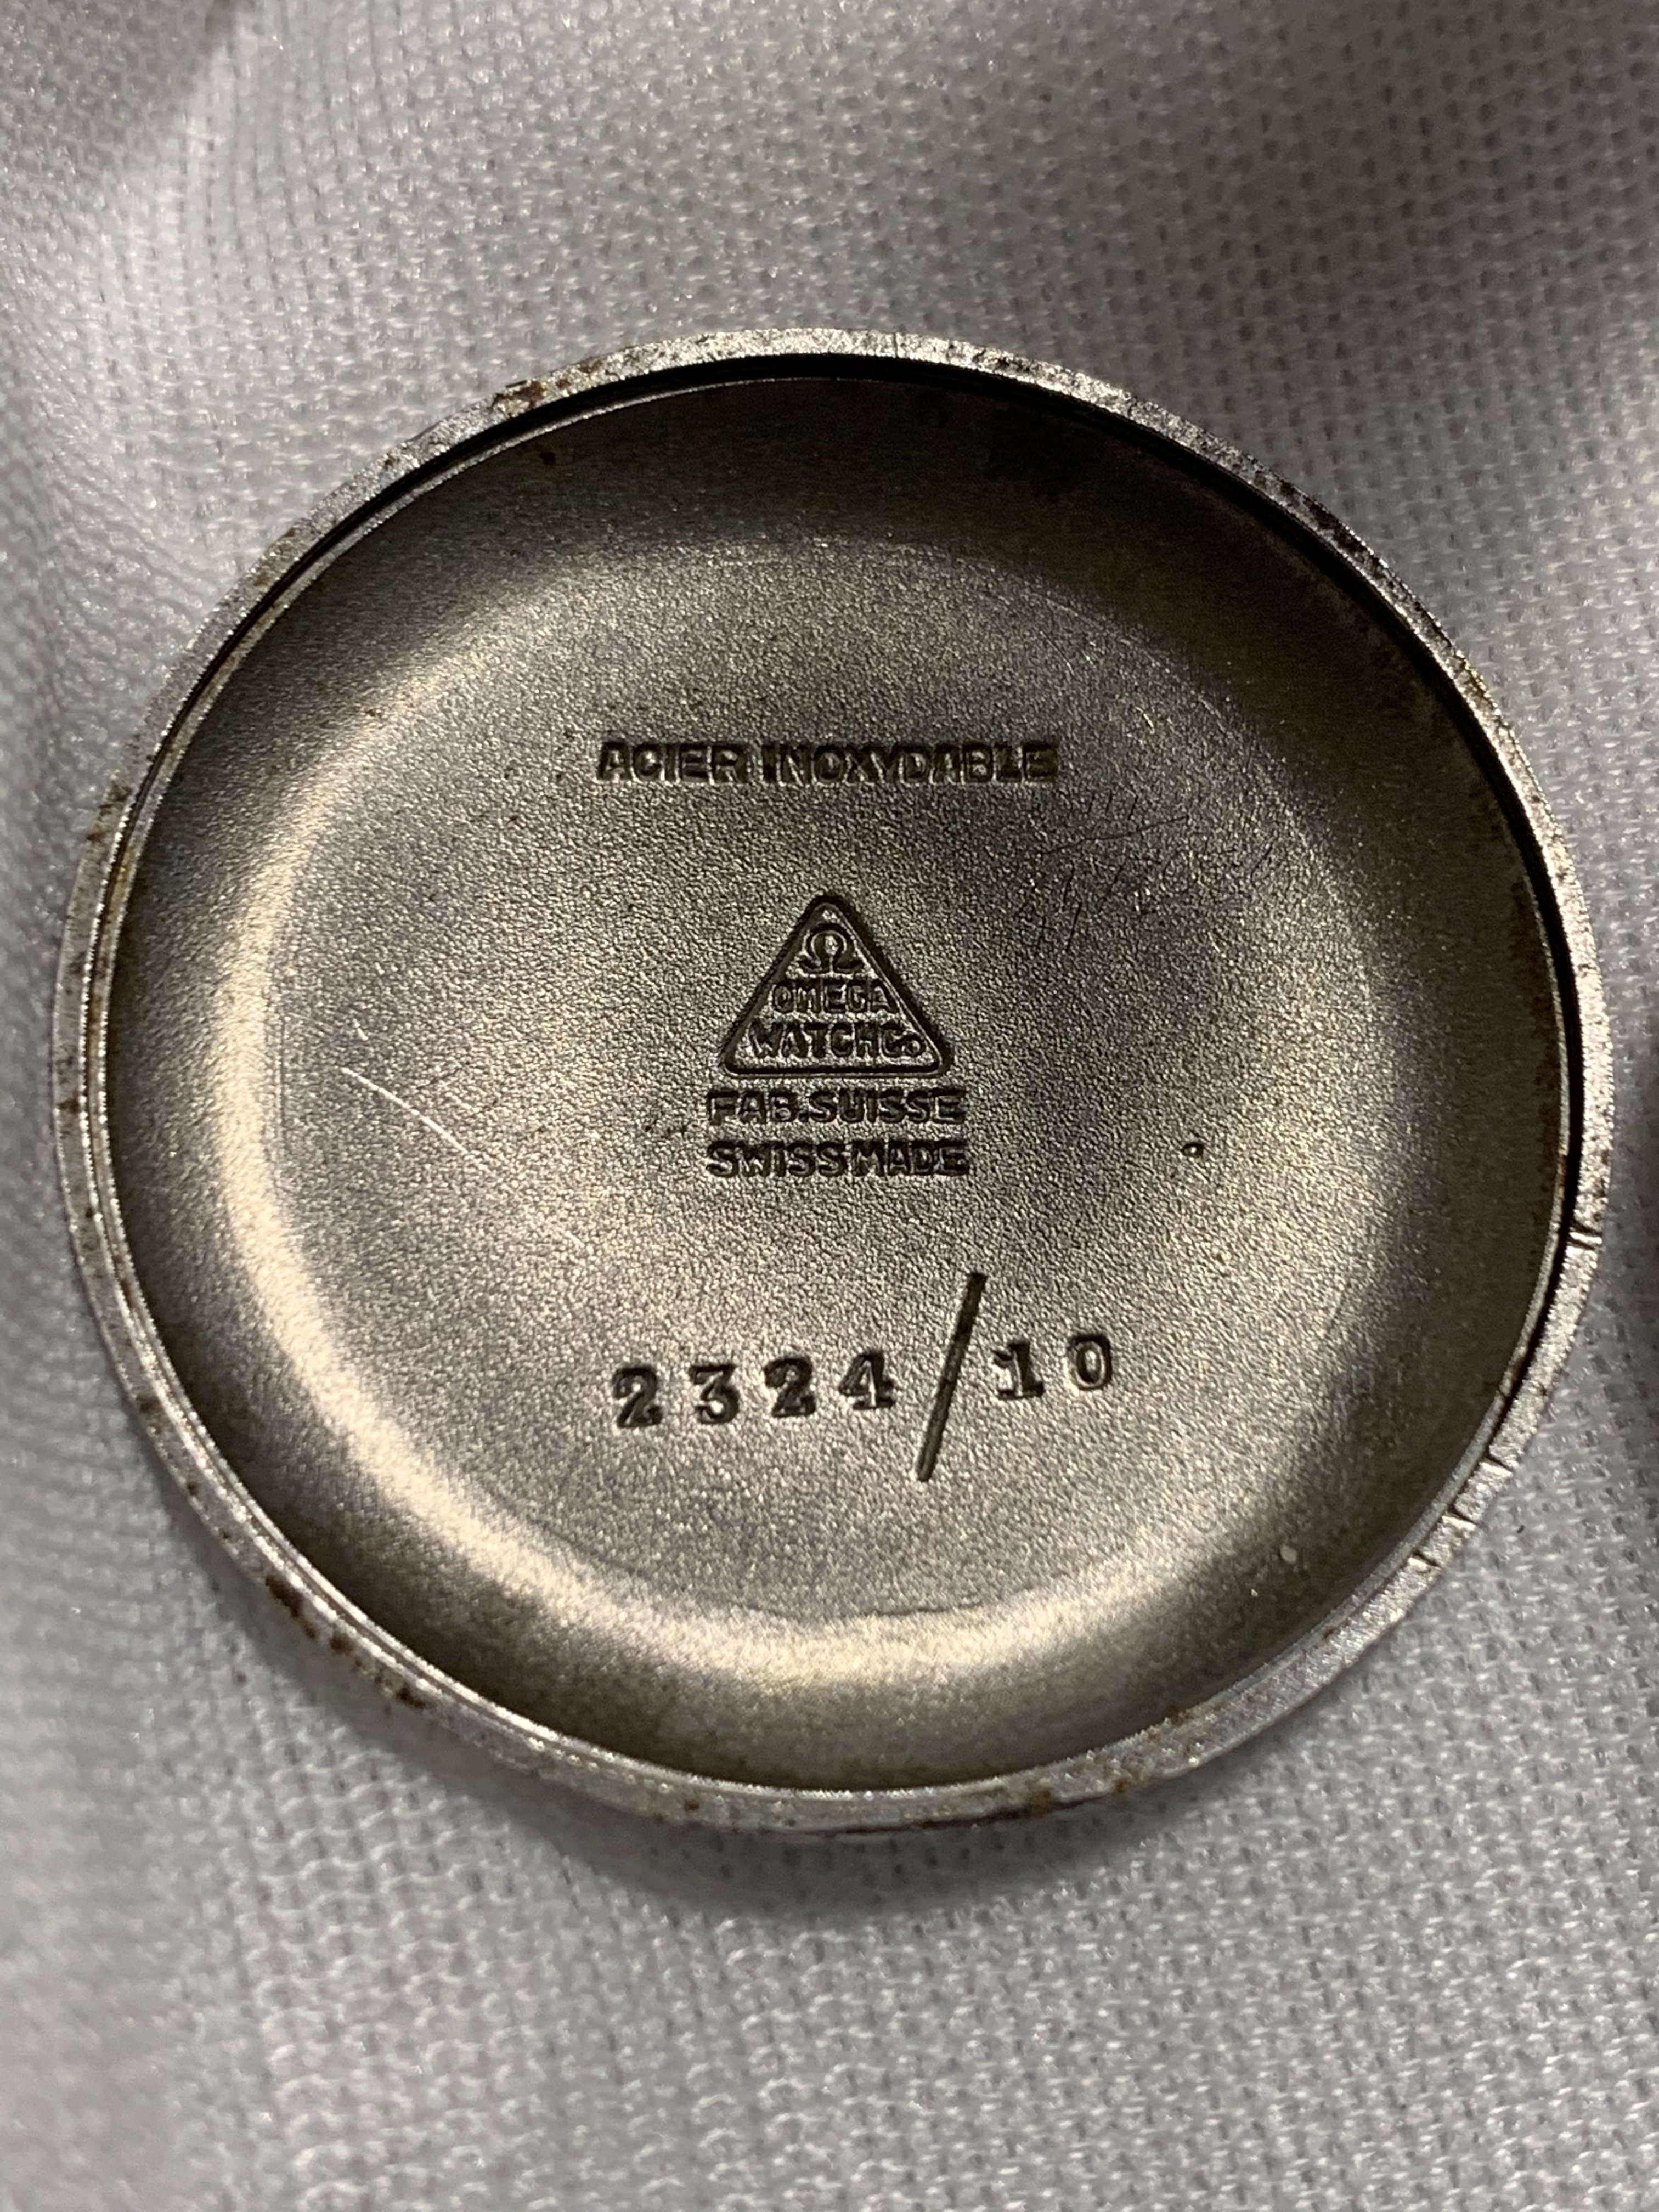 ACIER INOXYDABLE
Ω
OMEGA
WATCH Co
FAB. SUISSE
SWISS MADE
2324/10